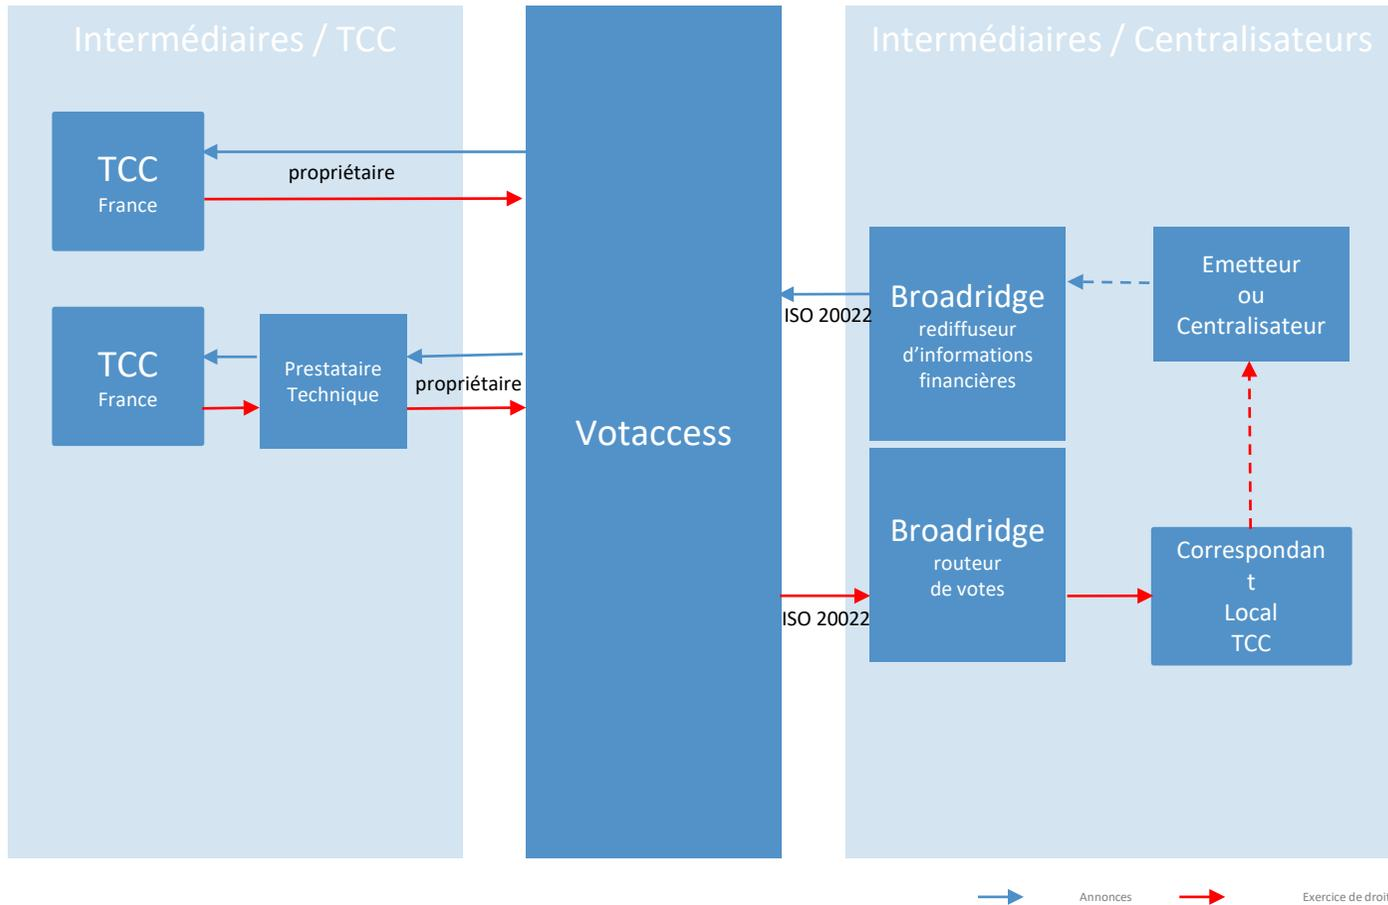 Intermédiaires / TCC
Intermédiaires / Centralisateurs
TCC
France
propriétaire
TCC
France
Prestataire
Technique
propriétaire
Votaccess
ISO 20022
Broadridge
rediffuseur
d’informations
financières
Emetteur
ou
Centralisateur
Broadridge
routeur
de votes
ISO 20022
Correspondan
t
Local
TCC
Annonces
Exercice de droit